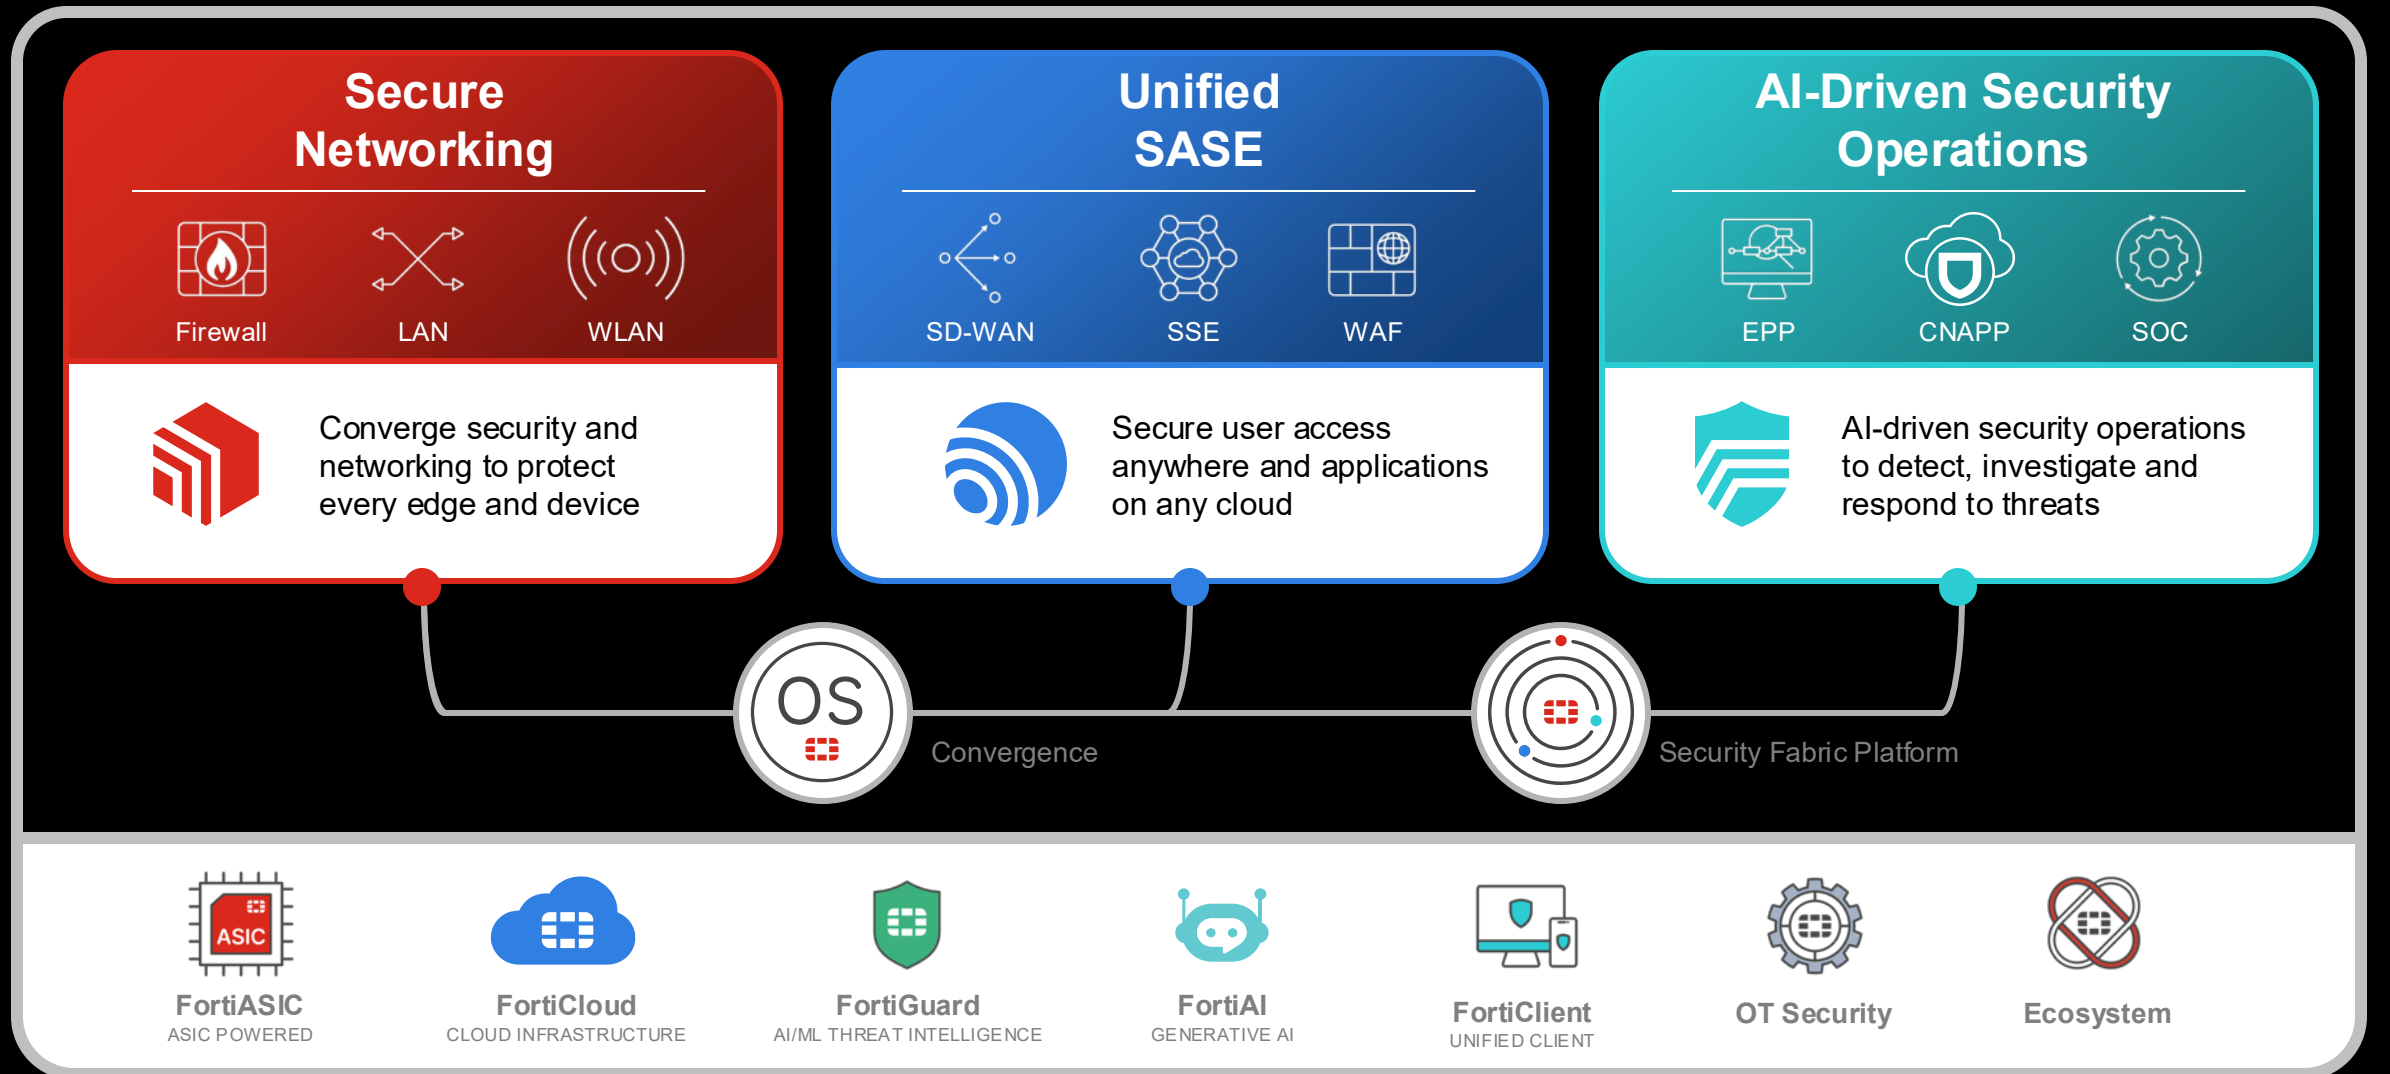 Secure
Networking
Firewall
LAN
WLAN
Converge security and
networking to protect
every edge and device
Unified
SASE
SD-WAN
SSE
WAF
Secure user access
anywhere and applications
on any cloud
AI-Driven Security
Operations
EPP
CNAPP
SOC
AI-driven security operations
to detect, investigate and
respond to threats
OS
Convergence
Security Fabric Platform
ASIC
FortiASIC
ASIC POWERED
FortiCloud
CLOUD INFRASTRUCTURE
FortiGuard
AI/ML THREAT INTELLIGENCE
FortiAI
GENERATIVE AI
FortiClient
UNIFIED CLIENT
OT Security
Ecosystem